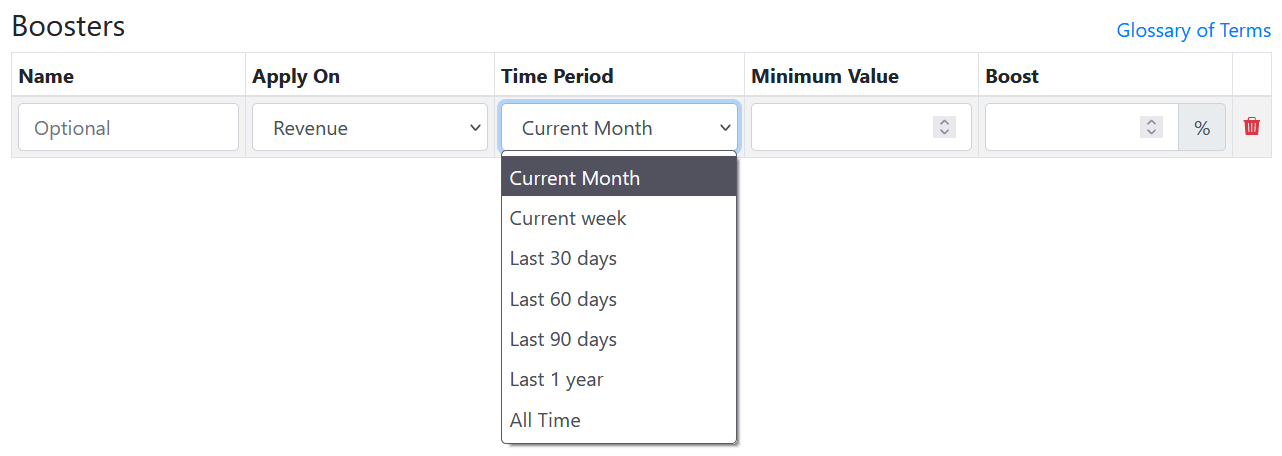 Boosters
Glossary of Terms
Name Apply On Time Period Minimum Value Boost
Optional Revenue Current Month %
Current Month
Current week
Last 30 days
Last 60 days
Last 90 days
Last 1 year
All Time